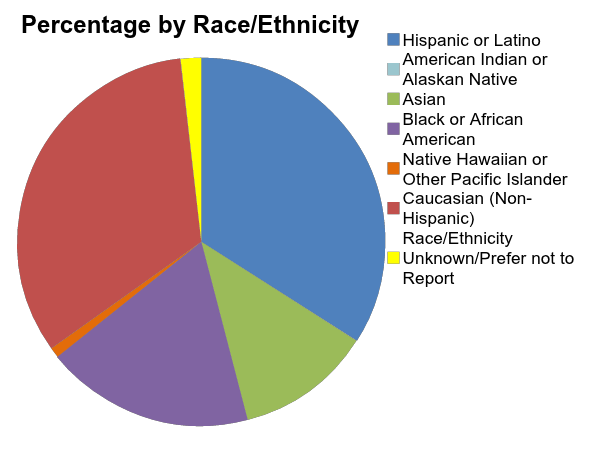 Percentage by Race/Ethnicity
Hispanic or Latino
American Indian or
Alaskan Native
Asian
Black or African
American
Native Hawaiian or
Other Pacific Islander
Caucasian (Non-
Hispanic)
Race/Ethnicity
Unknown/Prefer not to
Report